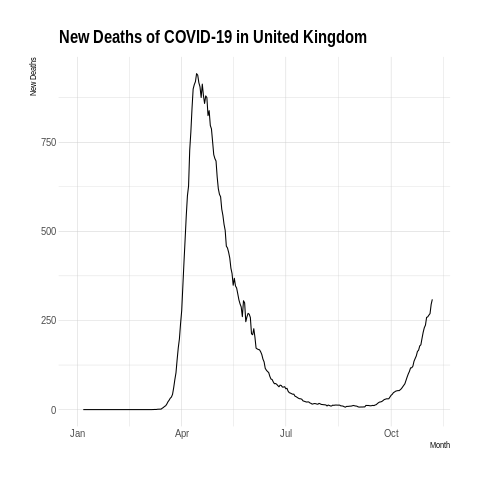 New Deaths of COVID-19 in United Kingdom
New Deaths
750
500
250
0
Jan Apr Jul Oct
Month